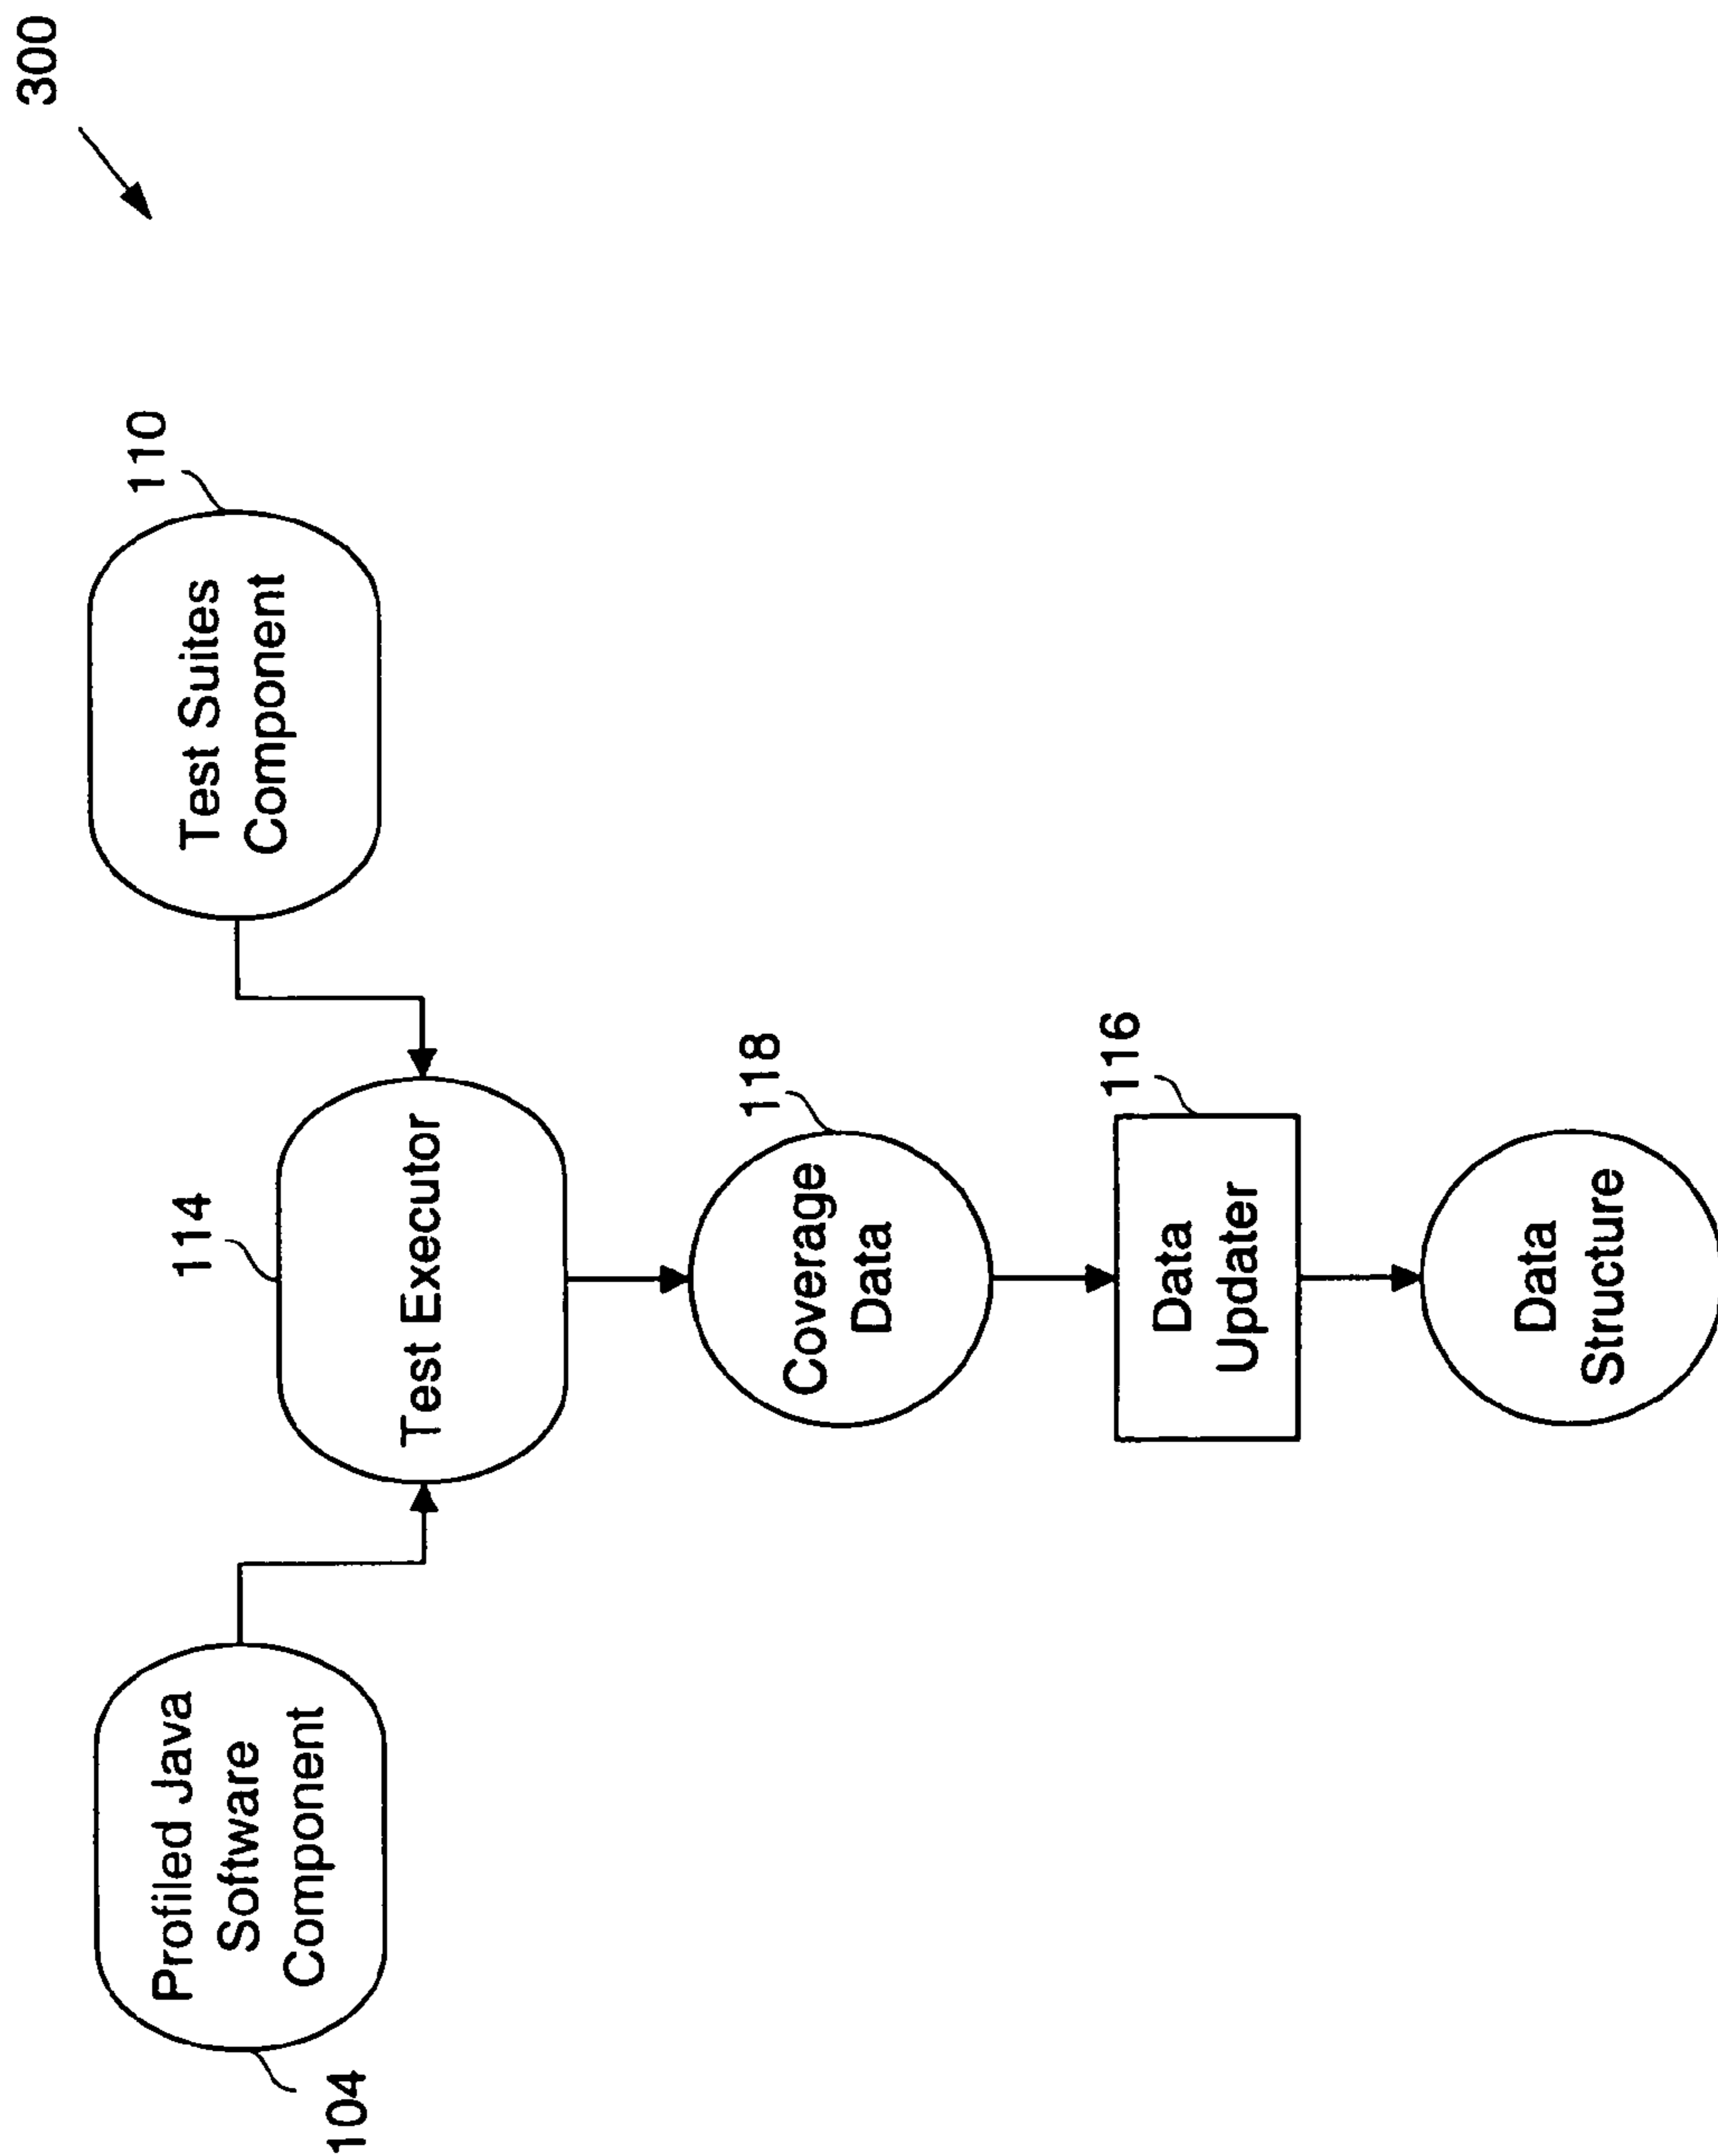 300
110
Test Suites
Component
114
Test Executor
104
Profiled Java
Software
Component
118
Coverage
Data
116
Data
Updater
Data
Structure